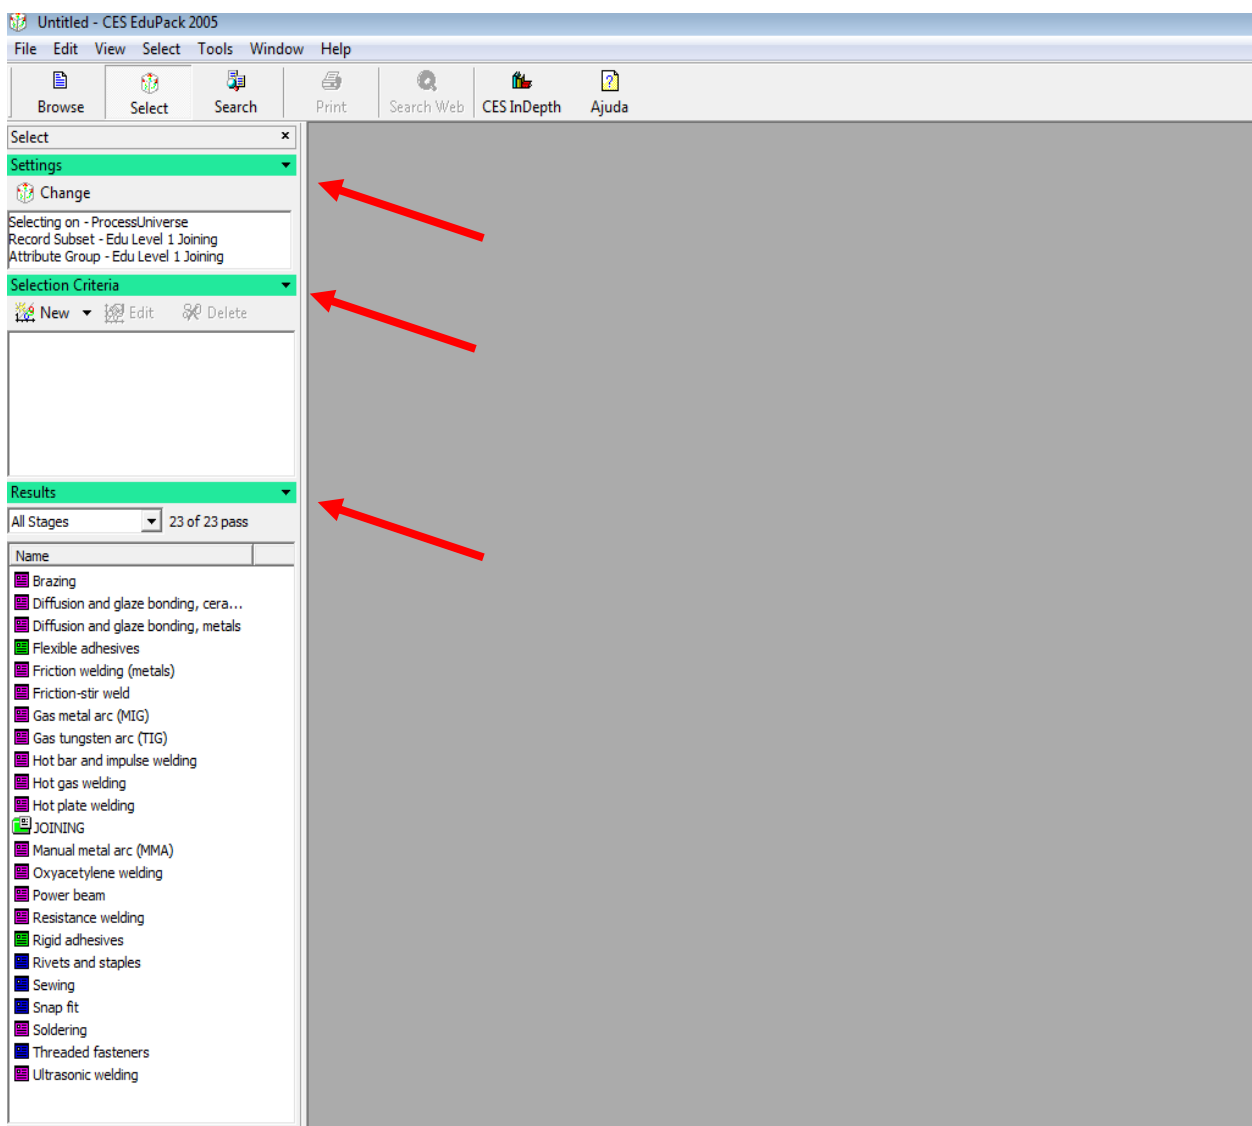 Untitled - CES EduPack 2005
File Edit View Select Tools Window Help
Browse Select Search Print Search Web CES InDepth Ajuda
Select
Settings
Change
Selecting on - ProcessUniverse
Record Subset - Edu Level 1 Joining
Attribute Group - Edu Level 1 Joining
Selection Criteria
New Edit Delete
Results
All Stages 23 of 23 pass
Name
Brazing
Diffusion and glaze bonding, cera...
Diffusion and glaze bonding, metals
Flexible adhesives
Friction welding (metals)
Friction-stir weld
Gas metal arc (MIG)
Gas tungsten arc (TIG)
Hot bar and impulse welding
Hot gas welding
Hot plate welding
JOINING
Manual metal arc (MMA)
Oxyacetylene welding
Power beam
Resistance welding
Rigid adhesives
Rivets and staples
Sewing
Snap fit
Soldering
Threaded fasteners
Ultrasonic welding